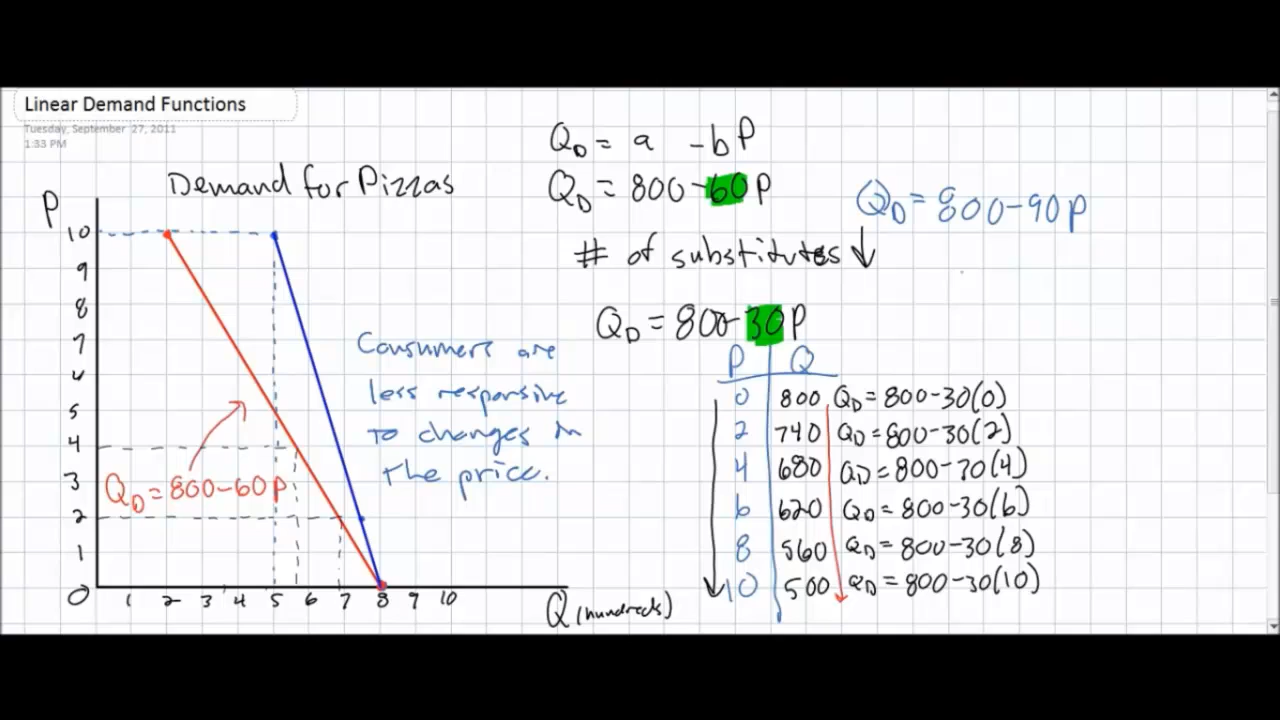 Linear Demand Functions
Tuesday, September 27, 2011
1:33 PM
Demand for Pizzas
P
10
9
8
7
6
5
4
3
2
1
0
1 2 3 4 5 6 7 8 9 10
Q (hundreds)
Q_D = 800-60P
Consumers are
less responsive
to changes in
the price.
Q_D = a -bP
Q_D = 800-60P
Q_D = 800-90P
# of substitutes ↓
Q_D = 800-30P
P Q
0 800 Q_D = 800-30(0)
2 740 Q_D = 800-30(2)
4 680 Q_D = 800-30(4)
6 620 Q_D = 800-30(6)
8 560 Q_D = 800-30(8)
10 500 Q_D = 800-30(10)